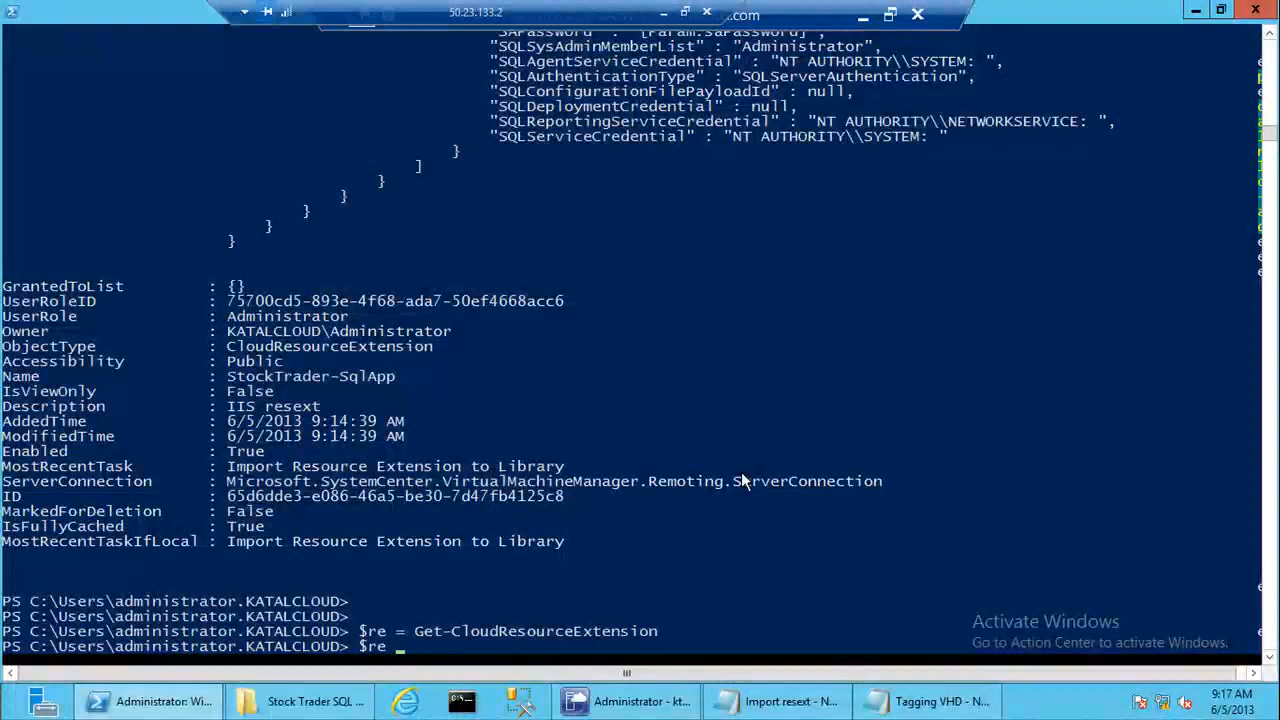 50.23.133.2
.com
"SAPassword" : [Param.saPassword]",
"SQLSysAdminMemberList" : "Administrator",
"SQLAgentServiceCredential" : "NT AUTHORITY\\SYSTEM: ",
"SQLAuthenticationType" : "SQLServerAuthentication",
"SQLConfigurationFilePayloadId" : null,
"SQLDeploymentCredential" : null,
"SQLReportingServiceCredential" : "NT AUTHORITY\\NETWORKSERVICE: ",
"SQLServiceCredential" : "NT AUTHORITY\\SYSTEM: "
}
]
}
}
}
}
}
GrantedToList : {}
UserRoleID : 75700cd5-893e-4f68-ada7-50ef4668acc6
UserRole : Administrator
Owner : KATALCLOUD\Administrator
ObjectType : CloudResourceExtension
Accessibility : Public
Name : StockTrader-SqlApp
IsViewOnly : False
Description : IIS resext
AddedTime : 6/5/2013 9:14:39 AM
ModifiedTime : 6/5/2013 9:14:39 AM
Enabled : True
MostRecentTask : Import Resource Extension to Library
ServerConnection : Microsoft.SystemCenter.VirtualMachineManager.Remoting.ServerConnection
ID : 65d6dde3-e086-46a5-be30-7d47fb4125c8
MarkedForDeletion : False
IsFullyCached : True
MostRecentTaskIfLocal : Import Resource Extension to Library
PS C:\Users\administrator.KATALCLOUD>
PS C:\Users\administrator.KATALCLOUD>
PS C:\Users\administrator.KATALCLOUD> $re = Get-CloudResourceExtension
PS C:\Users\administrator.KATALCLOUD> $re _
Activate Windows
Go to Action Center to activate Windows.
Administrator: Wi...
Stock Trader SQL ...
Administrator - kt...
Import resext - N...
Tagging VHD - N...
9:17 AM
6/5/2013